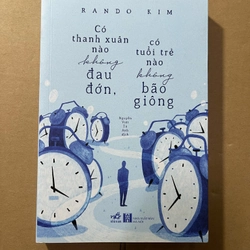 RANDO KIM
Có
thanh xuân
nào
không
đau
đớn,
có
tuổi trẻ
nào
không
bão
giông